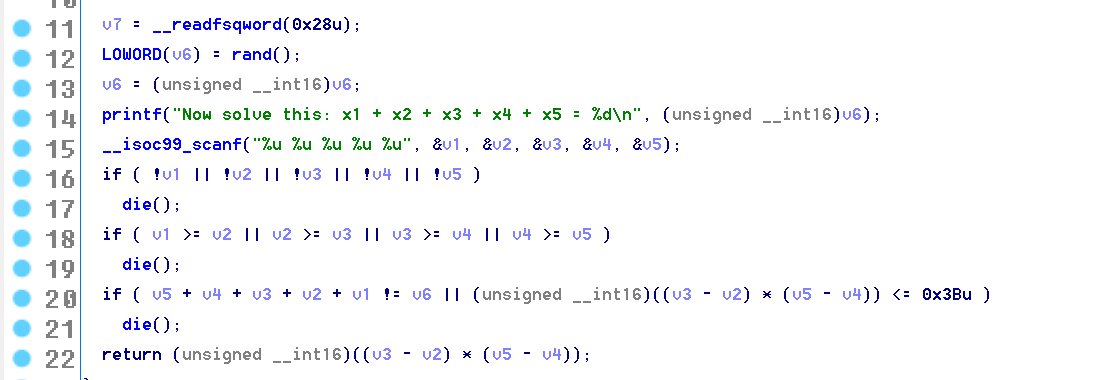 11 v7 = __readfsqword(0x28u);
12 LOWORD(v6) = rand();
13 v6 = (unsigned __int16)v6;
14 printf("Now solve this: x1 + x2 + x3 + x4 + x5 = %d\n", (unsigned __int16)v6);
15 __isoc99_scanf("%u %u %u %u %u", &v1, &v2, &v3, &v4, &v5);
16 if ( !v1 || !v2 || !v3 || !v4 || !v5 )
17 die();
18 if ( v1 >= v2 || v2 >= v3 || v3 >= v4 || v4 >= v5 )
19 die();
20 if ( v5 + v4 + v3 + v2 + v1 != v6 || (unsigned __int16)((v3 - v2) * (v5 - v4)) <= 0x3Bu )
21 die();
22 return (unsigned __int16)((v3 - v2) * (v5 - v4));